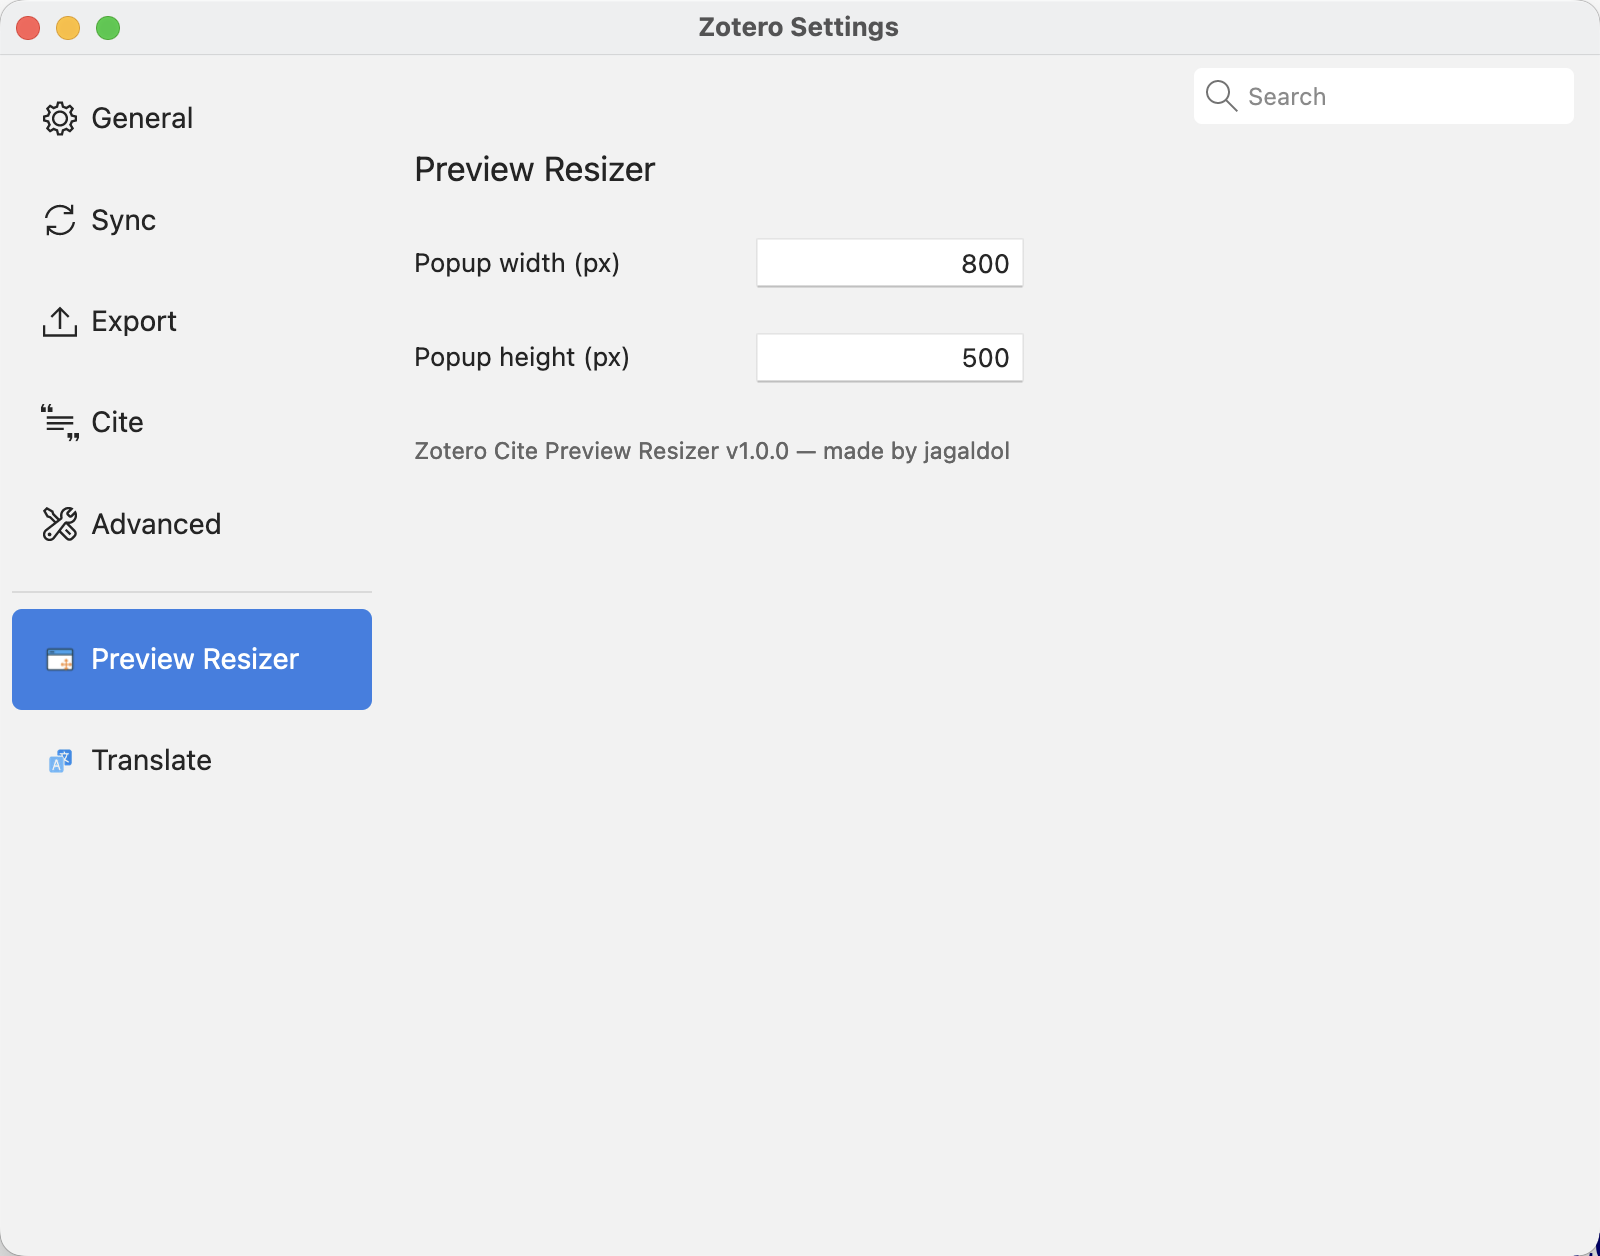 Zotero Settings
Search
General
Sync
Export
Cite
Advanced
Preview Resizer
Translate
Preview Resizer
Popup width (px)
800
Popup height (px)
500
Zotero Cite Preview Resizer v1.0.0 — made by jagaldol